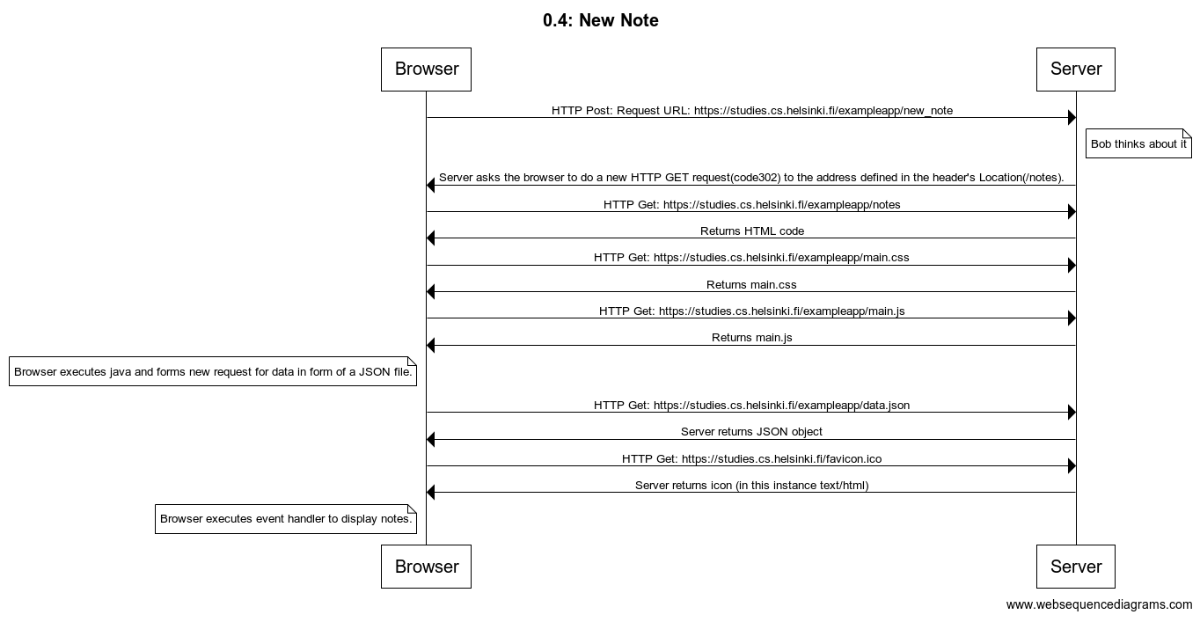 0.4: New Note
Browser
Server
HTTP Post: Request URL: https://studies.cs.helsinki.fi/exampleapp/new_note
Bob thinks about it
Server asks the browser to do a new HTTP GET request(code302) to the address defined in the header's Location(/notes).
HTTP Get: https://studies.cs.helsinki.fi/exampleapp/notes
Returns HTML code
HTTP Get: https://studies.cs.helsinki.fi/exampleapp/main.css
Returns main.css
HTTP Get: https://studies.cs.helsinki.fi/exampleapp/main.js
Returns main.js
Browser executes java and forms new request for data in form of a JSON file.
HTTP Get: https://studies.cs.helsinki.fi/exampleapp/data.json
Server returns JSON object
HTTP Get: https://studies.cs.helsinki.fi/favicon.ico
Server returns icon (in this instance text/html)
Browser executes event handler to display notes.
Browser
Server
www.websequencediagrams.com